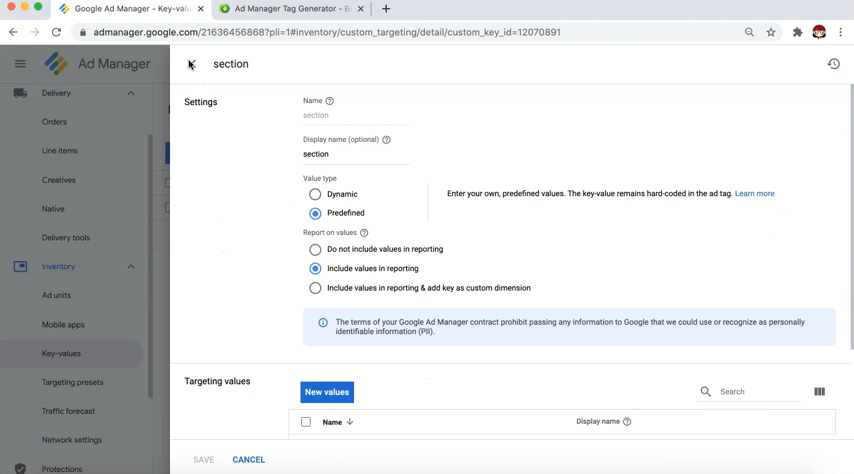 Google Ad Manager - Key-valu
Ad Manager Tag Generator - B
admanager.google.com/21636456868?pli=1#inventory/custom_targeting/detail/custom_key_id=12070891
Ad Manager
section
Delivery
Orders
Line items
Creatives
Native
Delivery tools
Inventory
Ad units
Mobile apps
Key-values
Targeting presets
Traffic forecast
Network settings
Protections
Settings
Name
section
Display name (optional)
section
Value type
Dynamic
Predefined
Enter your own, predefined values. The key-value remains hard-coded in the ad tag. Learn more
Report on values
Do not include values in reporting
Include values in reporting
Include values in reporting & add key as custom dimension
The terms of your Google Ad Manager contract prohibit passing any information to Google that we could use or recognize as personally
identifiable information (PII).
Targeting values
New values
Search
Name
Display name
SAVE
CANCEL